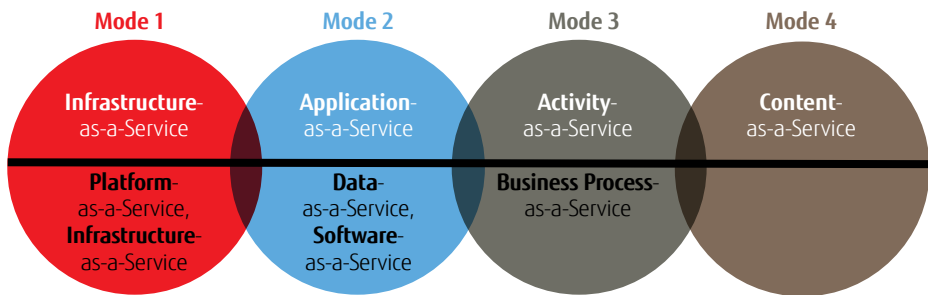 Mode 1
Mode 2
Mode 3
Mode 4
Infrastructure-
as-a-Service
Application-
as-a-Service
Activity-
as-a-Service
Content-
as-a-Service
Platform-
as-a-Service,
Infrastructure-
as-a-Service
Data-
as-a-Service,
Software-
as-a-Service
Business Process-
as-a-Service